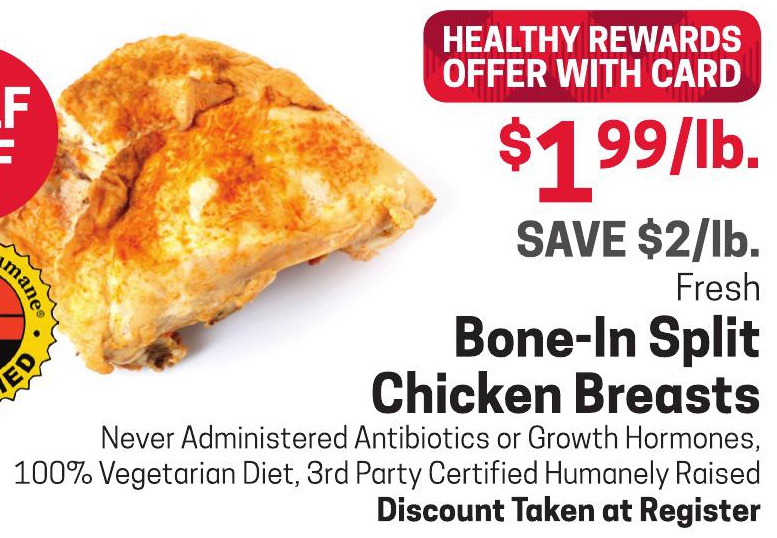 HEALTHY REWARDS
OFFER WITH CARD
$1 99/lb.
SAVE $2/lb.
Fresh
Bone-In Split
Chicken Breasts
Never Administered Antibiotics or Growth Hormones,
100% Vegetarian Diet, 3rd Party Certified Humanely Raised
Discount Taken at Register